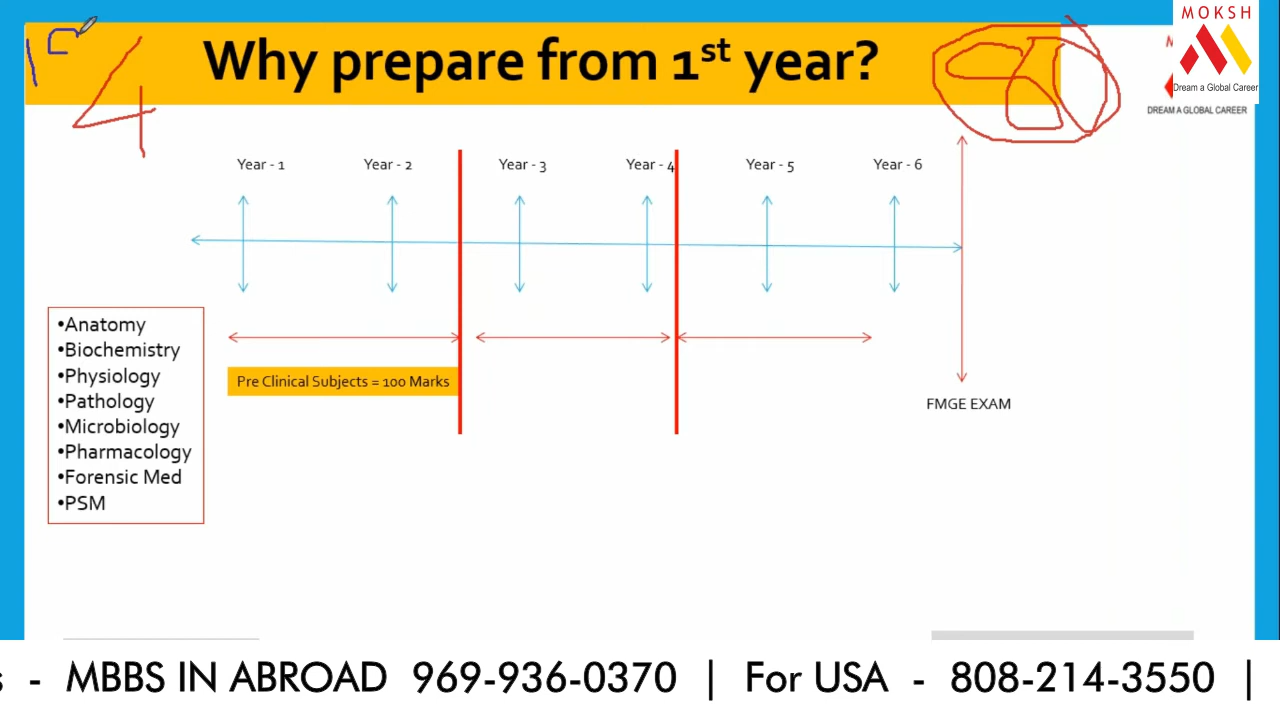 MOKSH
Why prepare from 1st year?
4
Dream a Global Career
DREAM A GLOBAL CAREER
Year - 1
Year - 2
Year - 3
Year - 4
Year - 5
Year - 6
•Anatomy
•Biochemistry
•Physiology
•Pathology
•Microbiology
•Pharmacology
•Forensic Med
•PSM
Pre Clinical Subjects = 100 Marks
FMGE EXAM
- MBBS IN ABROAD 969-936-0370 | For USA - 808-214-3550 |